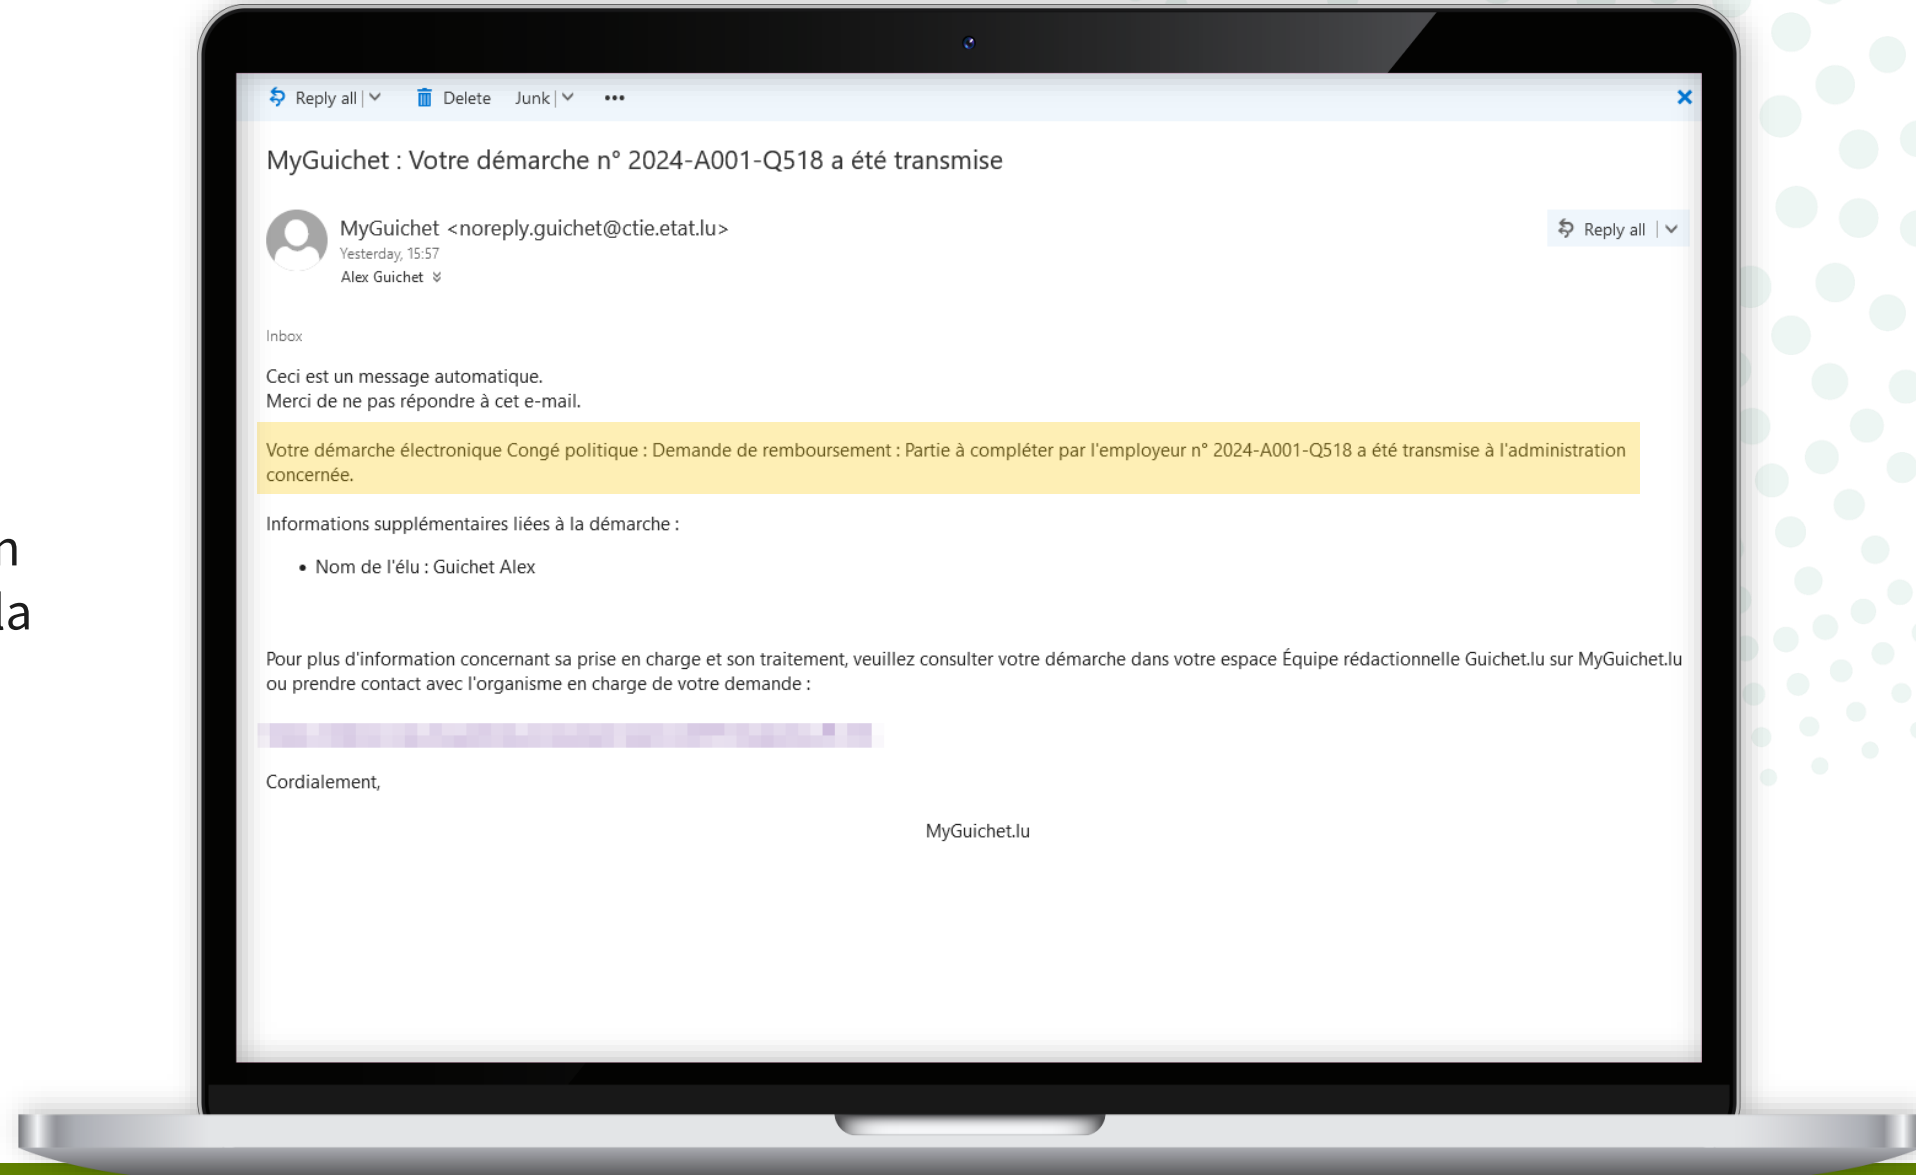 Reply all
Delete
Junk
MyGuichet : Votre démarche n° 2024-A001-Q518 a été transmise
MyGuichet <noreply.guichet@ctie.etat.lu>
Reply all
Yesterday, 15:57
Alex Guichet
Inbox
Ceci est un message automatique.
Merci de ne pas répondre à cet e-mail.
Votre démarche électronique Congé politique : Demande de remboursement : Partie à compléter par l'employeur n° 2024-A001-Q518 a été transmise à l'administration
concernée.
Informations supplémentaires liées à la démarche :
• Nom de l'élu : Guichet Alex
Pour plus d'information concernant sa prise en charge et son traitement, veuillez consulter votre démarche dans votre espace Équipe rédactionnelle Guichet.lu sur MyGuichet.lu
ou prendre contact avec l'organisme en charge de votre demande :
Cordialement,
MyGuichet.lu
la